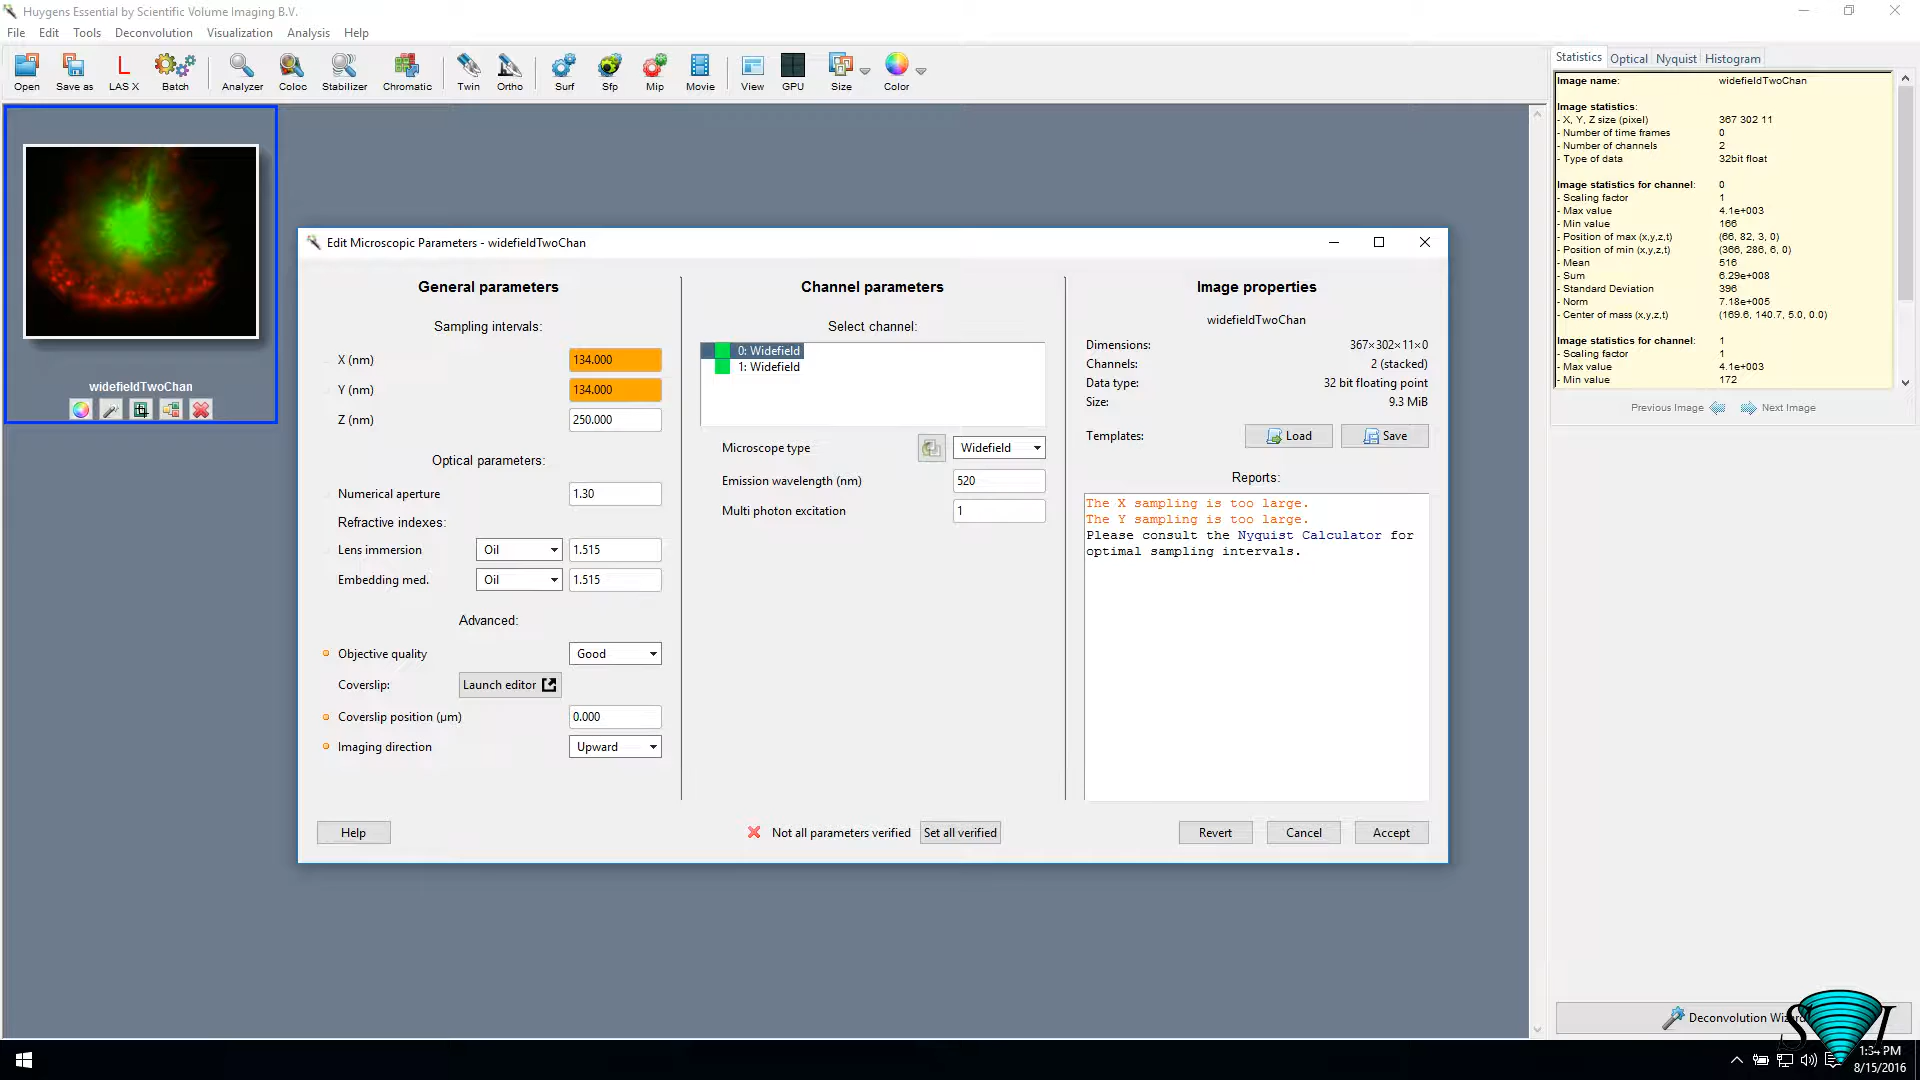 Huygens Essential by Scientific Volume Imaging B.V.
File Edit Tools Deconvolution Visualization Analysis Help
Open Save as LAS X Batch Analyzer Coloc Stabilizer Chromatic Twin Ortho Surf Sfp Mip Movie View GPU Size Color
widefieldTwoChan
Edit Microscopic Parameters - widefieldTwoChan
General parameters
Sampling intervals:
X (nm) 134.000
Y (nm) 134.000
Z (nm) 250.000
Optical parameters:
Numerical aperture 1.30
Refractive indexes:
Lens immersion Oil 1.515
Embedding med. Oil 1.515
Advanced:
Objective quality Good
Coverslip: Launch editor
Coverslip position (µm) 0.000
Imaging direction Upward
Help
Channel parameters
Select channel:
0: Widefield
1: Widefield
Microscope type Widefield
Emission wavelength (nm) 520
Multi photon excitation 1
Not all parameters verified Set all verified
Image properties
widefieldTwoChan
Dimensions: 367×302×11×0
Channels: 2 (stacked)
Data type: 32 bit floating point
Size: 9.3 MiB
Templates: Load Save
Reports:
The X sampling is too large.
The Y sampling is too large.
Please consult the Nyquist Calculator for
optimal sampling intervals.
Revert Cancel Accept
Statistics Optical Nyquist Histogram
Image name: widefieldTwoChan
Image statistics:
- X, Y, Z size (pixel) 367 302 11
- Number of time frames 0
- Number of channels 2
- Type of data 32bit float
Image statistics for channel: 0
- Scaling factor 1
- Max value 4.1e+003
- Min value 166
- Position of max (x,y,z,t) (66, 82, 3, 0)
- Position of min (x,y,z,t) (366, 286, 6, 0)
- Mean 516
- Sum 6.29e+008
- Standard Deviation 396
- Norm 7.18e+005
- Center of mass (x,y,z,t) (169.6, 140.7, 5.0, 0.0)
Image statistics for channel: 1
- Scaling factor 1
- Max value 4.1e+003
- Min value 172
Previous Image Next Image
Deconvolution
S I
1:34 PM
8/15/2016